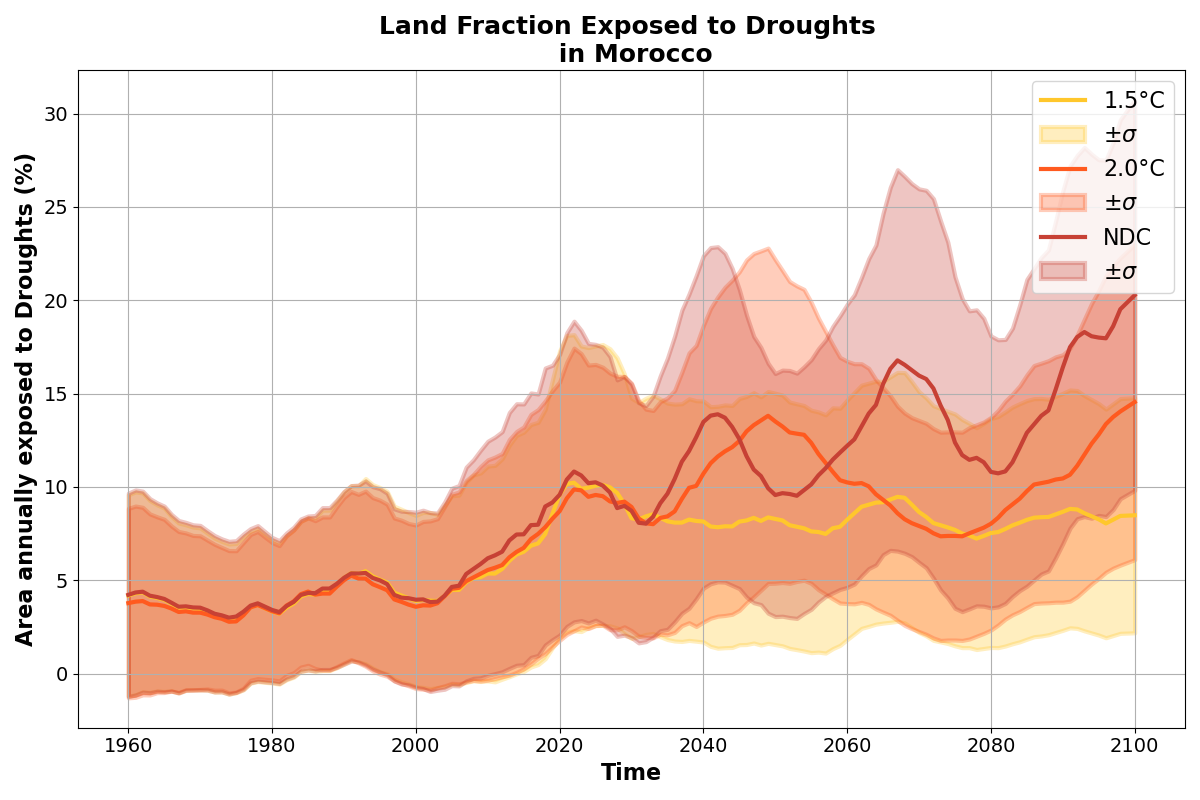 Land Fraction Exposed to Droughts
in Morocco
Area annually exposed to Droughts (%)
30
25
20
15
10
5
0
1960 1980 2000 2020 2040 2060 2080 2100
Time
1.5°C
±σ
2.0°C
±σ
NDC
±σ